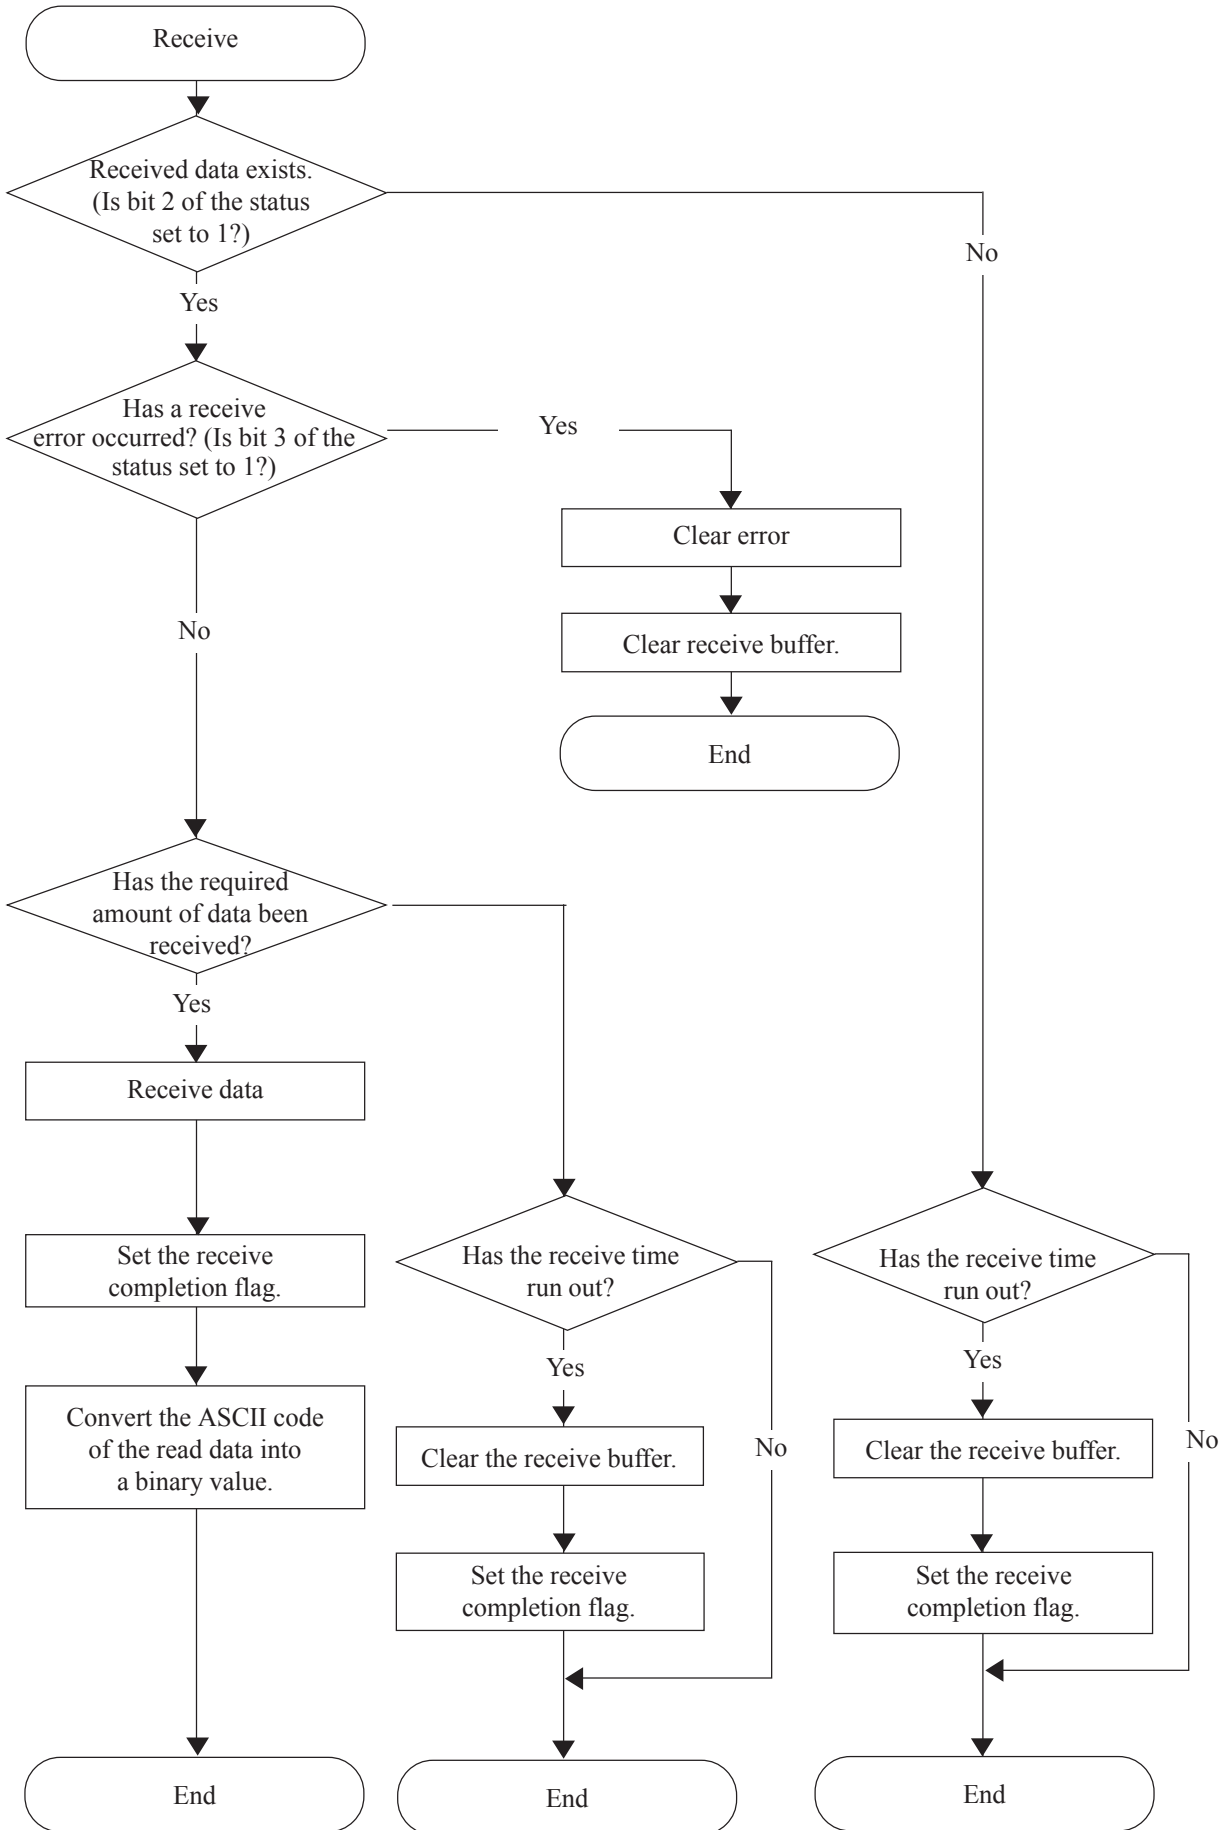 Receive
Received data exists.
(Is bit 2 of the status
set to 1?)
No
Yes
Has a receive
error occurred? (Is bit 3 of the
status set to 1?)
Yes
Clear error
Clear receive buffer.
End
No
Has the required
amount of data been
received?
Yes
Receive data
Set the receive
completion flag.
Convert the ASCII code
of the read data into
a binary value.
End
Has the receive time
run out?
Yes
No
Clear the receive buffer.
Set the receive
completion flag.
End
Has the receive time
run out?
Yes
No
Clear the receive buffer.
Set the receive
completion flag.
End